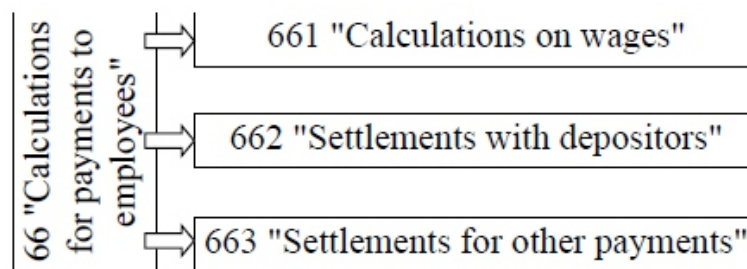 66 "Calculations
for payments to
employees"
661 "Calculations on wages"
662 "Settlements with depositors"
663 "Settlements for other payments"